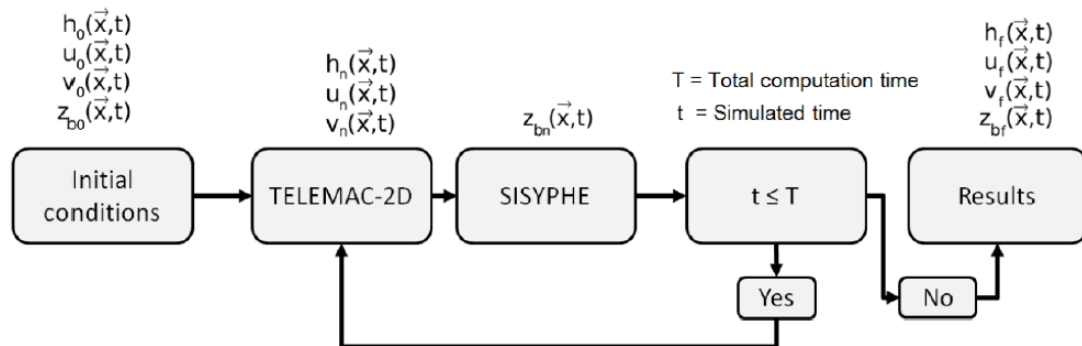 h₀(x⃗,t)
u₀(x⃗,t)
v₀(x⃗,t)
z_b0(x⃗,t)
Initial
conditions
hₙ(x⃗,t)
uₙ(x⃗,t)
vₙ(x⃗,t)
TELEMAC-2D
z_bn(x⃗,t)
SISYPHE
T = Total computation time
t = Simulated time
t ≤ T
Yes
No
h_f(x⃗,t)
u_f(x⃗,t)
v_f(x⃗,t)
z_bf(x⃗,t)
Results